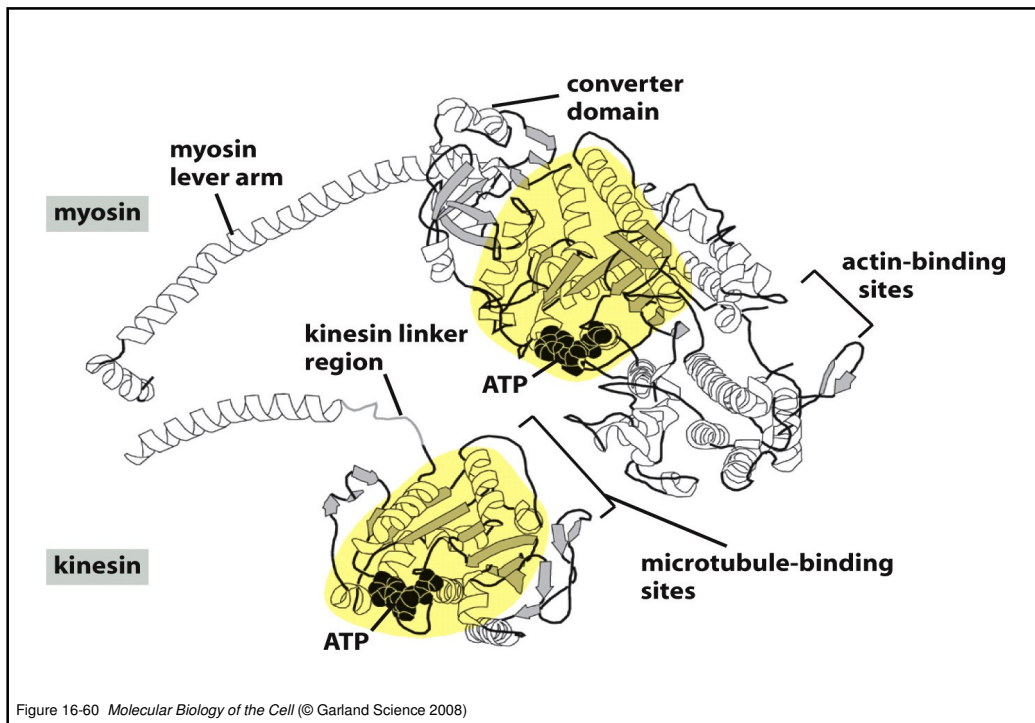 converter
domain
myosin
lever arm
myosin
actin-binding
sites
kinesin linker
region
ATP
microtubule-binding
sites
kinesin
ATP
Figure 16-60 Molecular Biology of the Cell (© Garland Science 2008)